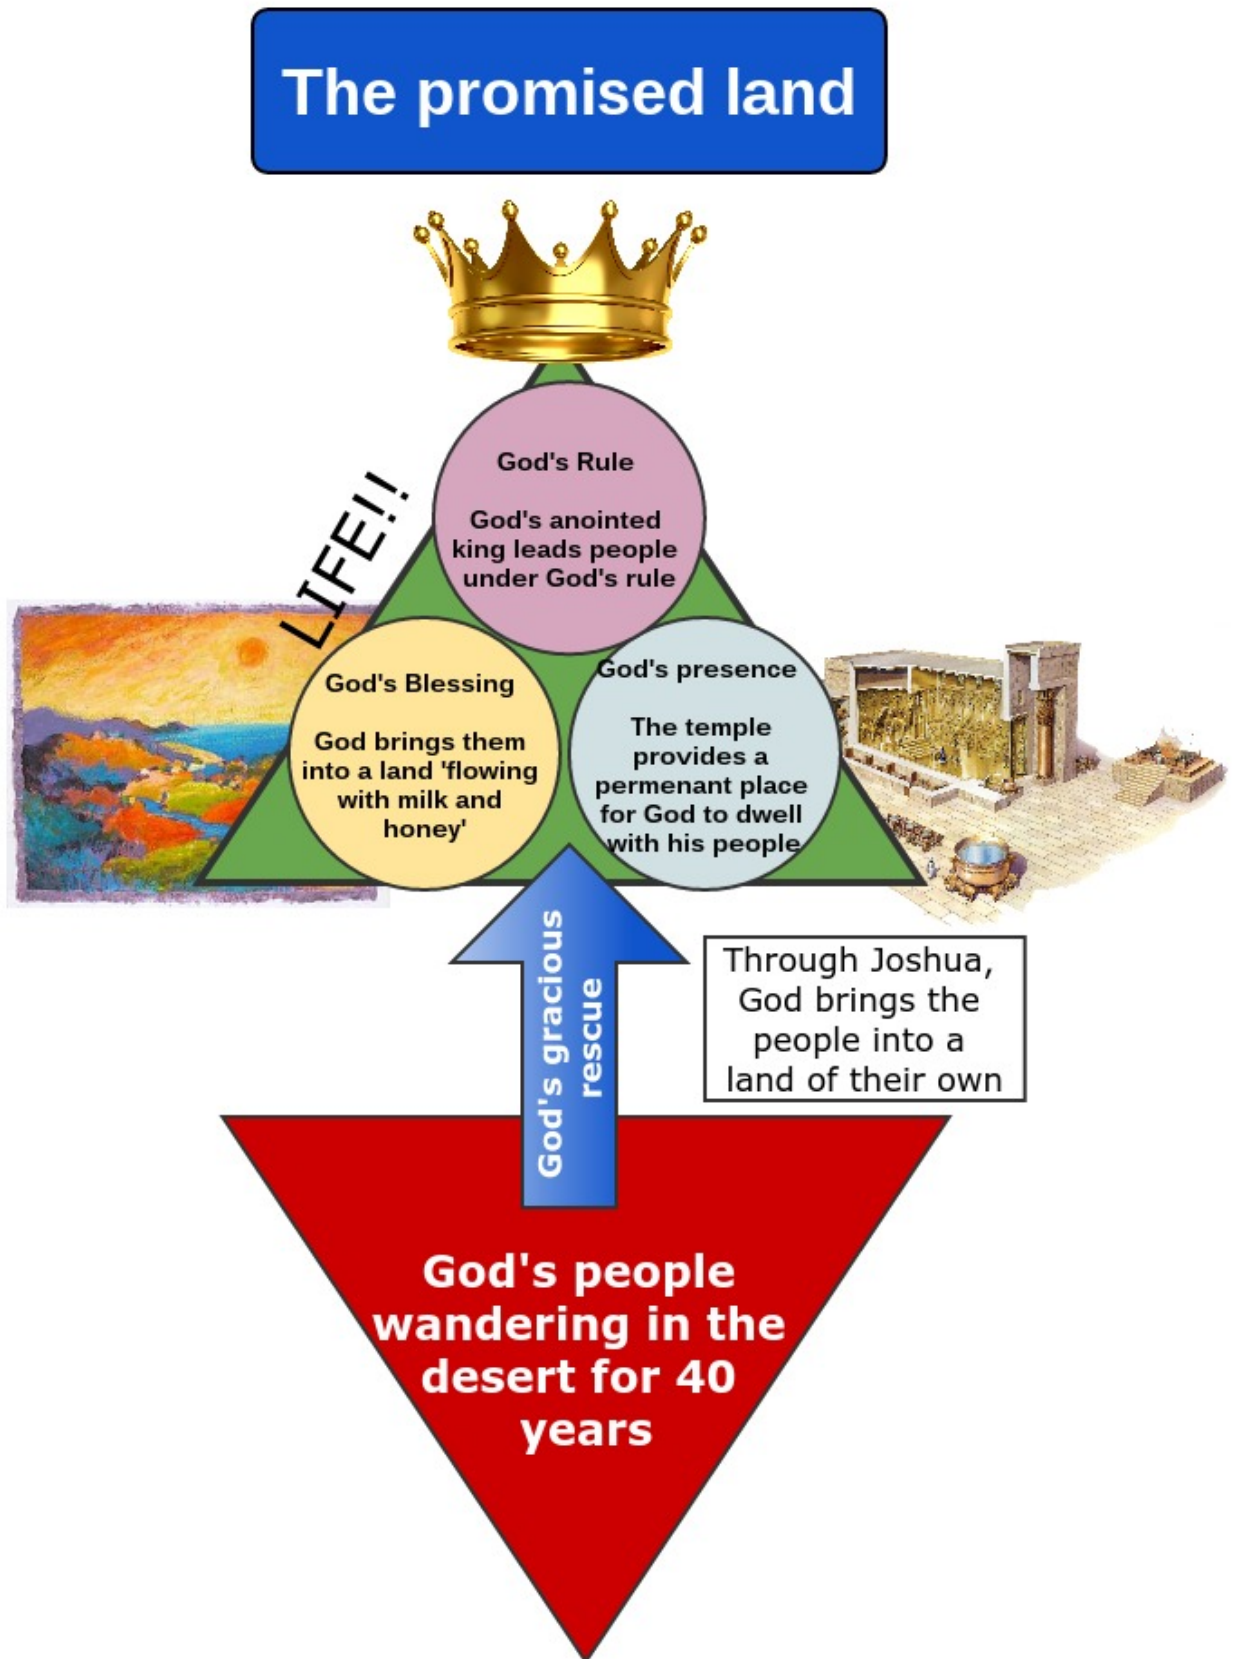 The promised land
LIFE!!
God's Rule
God's anointed
king leads people
under God's rule
God's Blessing
God brings them
into a land 'flowing
with milk and
honey'
God's presence
The temple
provides a
permenant place
for God to dwell
with his people
God's gracious
rescue
Through Joshua,
God brings the
people into a
land of their own
God's people
wandering in the
desert for 40
years